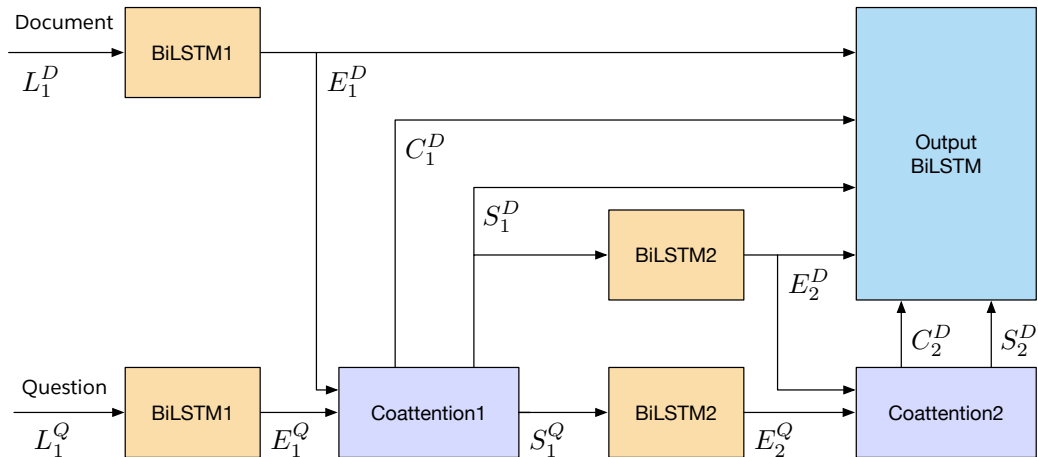 Document
BiLSTM1
L_1^D
E_1^D
C_1^D
Output
BiLSTM
S_1^D
BiLSTM2
E_2^D
C_2^D
S_2^D
Question
BiLSTM1
Coattention1
BiLSTM2
Coattention2
L_1^Q
E_1^Q
S_1^Q
E_2^Q